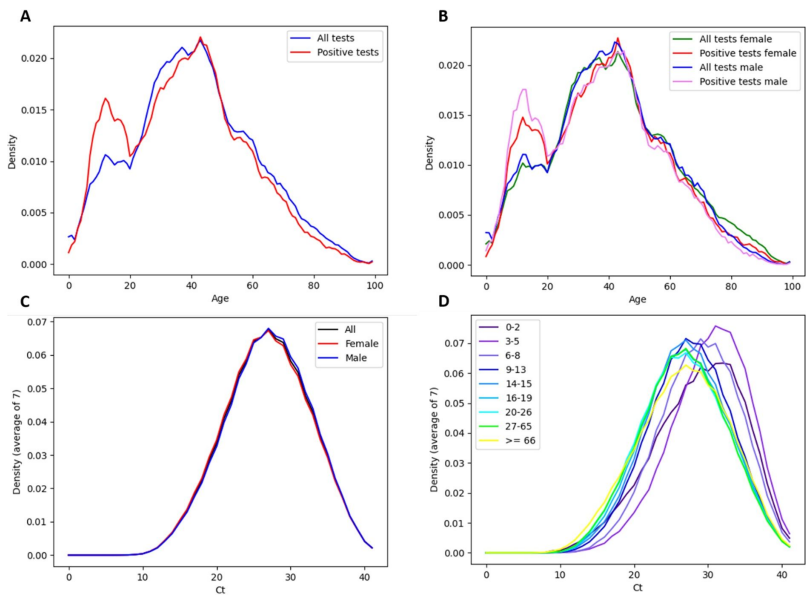 A
All tests
Positive tests
0.020
0.015
0.010
0.005
0.000
Density
0
20
40
60
80
100
Age
B
All tests female
Positive tests female
All tests male
Positive tests male
0.020
0.015
0.010
0.005
0.000
Density
0
20
40
60
80
100
Age
C
All
Female
Male
0.07
0.06
0.05
0.04
0.03
0.02
0.01
0.00
Density (average of 7)
0
10
20
30
40
Ct
D
0-2
3-5
6-8
9-13
14-15
16-19
20-26
27-65
>= 66
0.07
0.06
0.05
0.04
0.03
0.02
0.01
0.00
Density (average of 7)
0
10
20
30
40
Ct